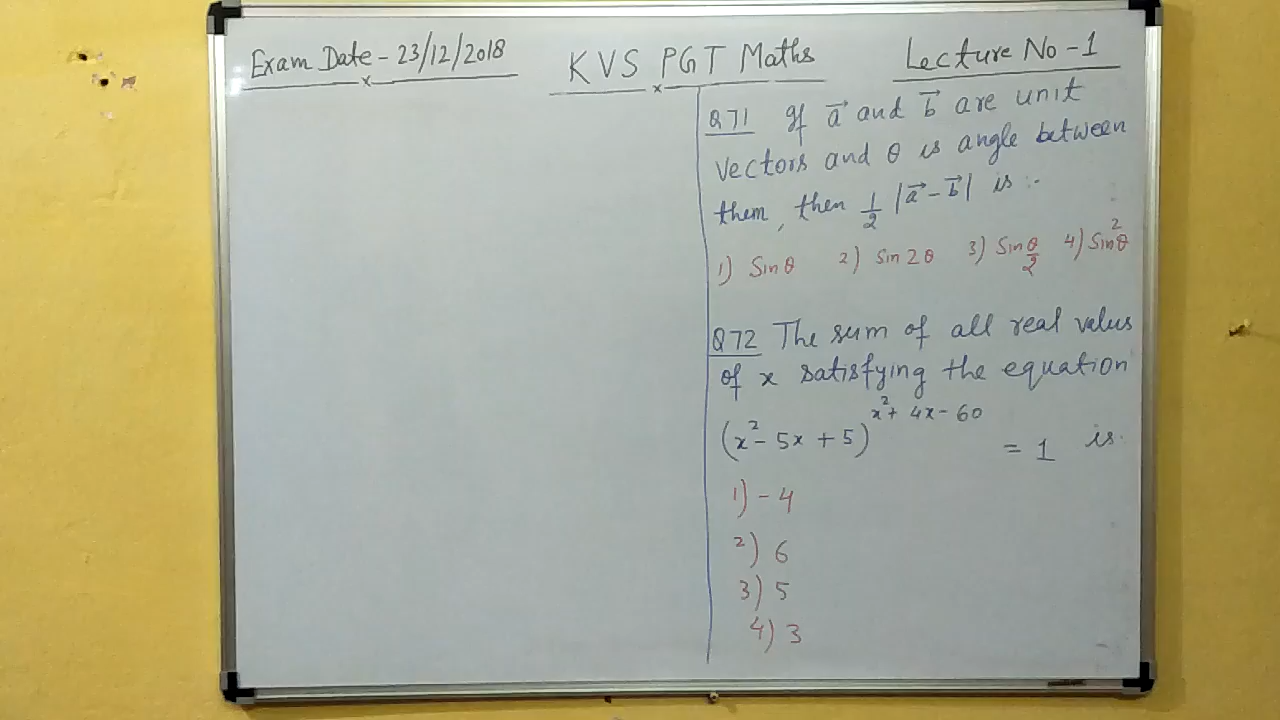 Exam Date - 23/12/2018
KVS PGT Maths
Lecture No - 1
Q71 If a⃗ and b⃗ are unit
vectors and θ is angle between
them, then 1/2 |a⃗ - b⃗| is :-
1) Sinθ 2) Sin2θ 3) Sin θ/2 4) Sin²θ
Q72 The sum of all real values
of x satisfying the equation
(x² - 5x + 5)^(x² + 4x - 60) = 1 is.
1) - 4
2) 6
3) 5
4) 3